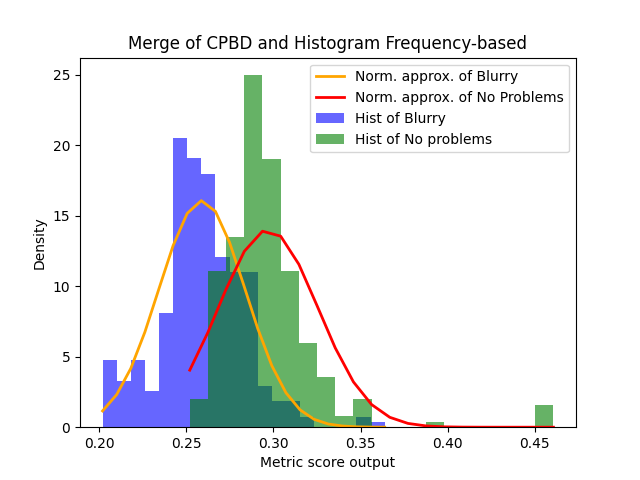 Merge of CPBD and Histogram Frequency-based
Norm. approx. of Blurry
Norm. approx. of No Problems
Hist of Blurry
Hist of No problems
25
20
15
10
5
0
Density
0.20 0.25 0.30 0.35 0.40 0.45
Metric score output